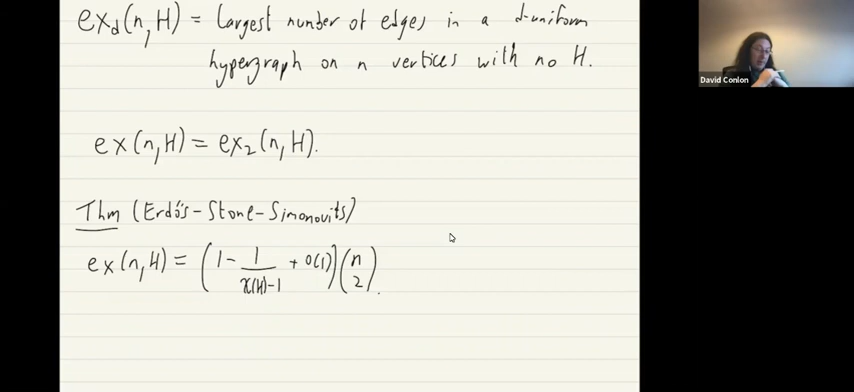 ex_d(n,H) = largest number of edges in a d-uniform
hypergraph on n vertices with no H.
David Conlon
ex(n,H) = ex_2(n,H).
Thm (Erdős-Stone-Simonovits)
ex(n,H) = (1 - 1/(χ(H)-1) + o(1)) (n 2).